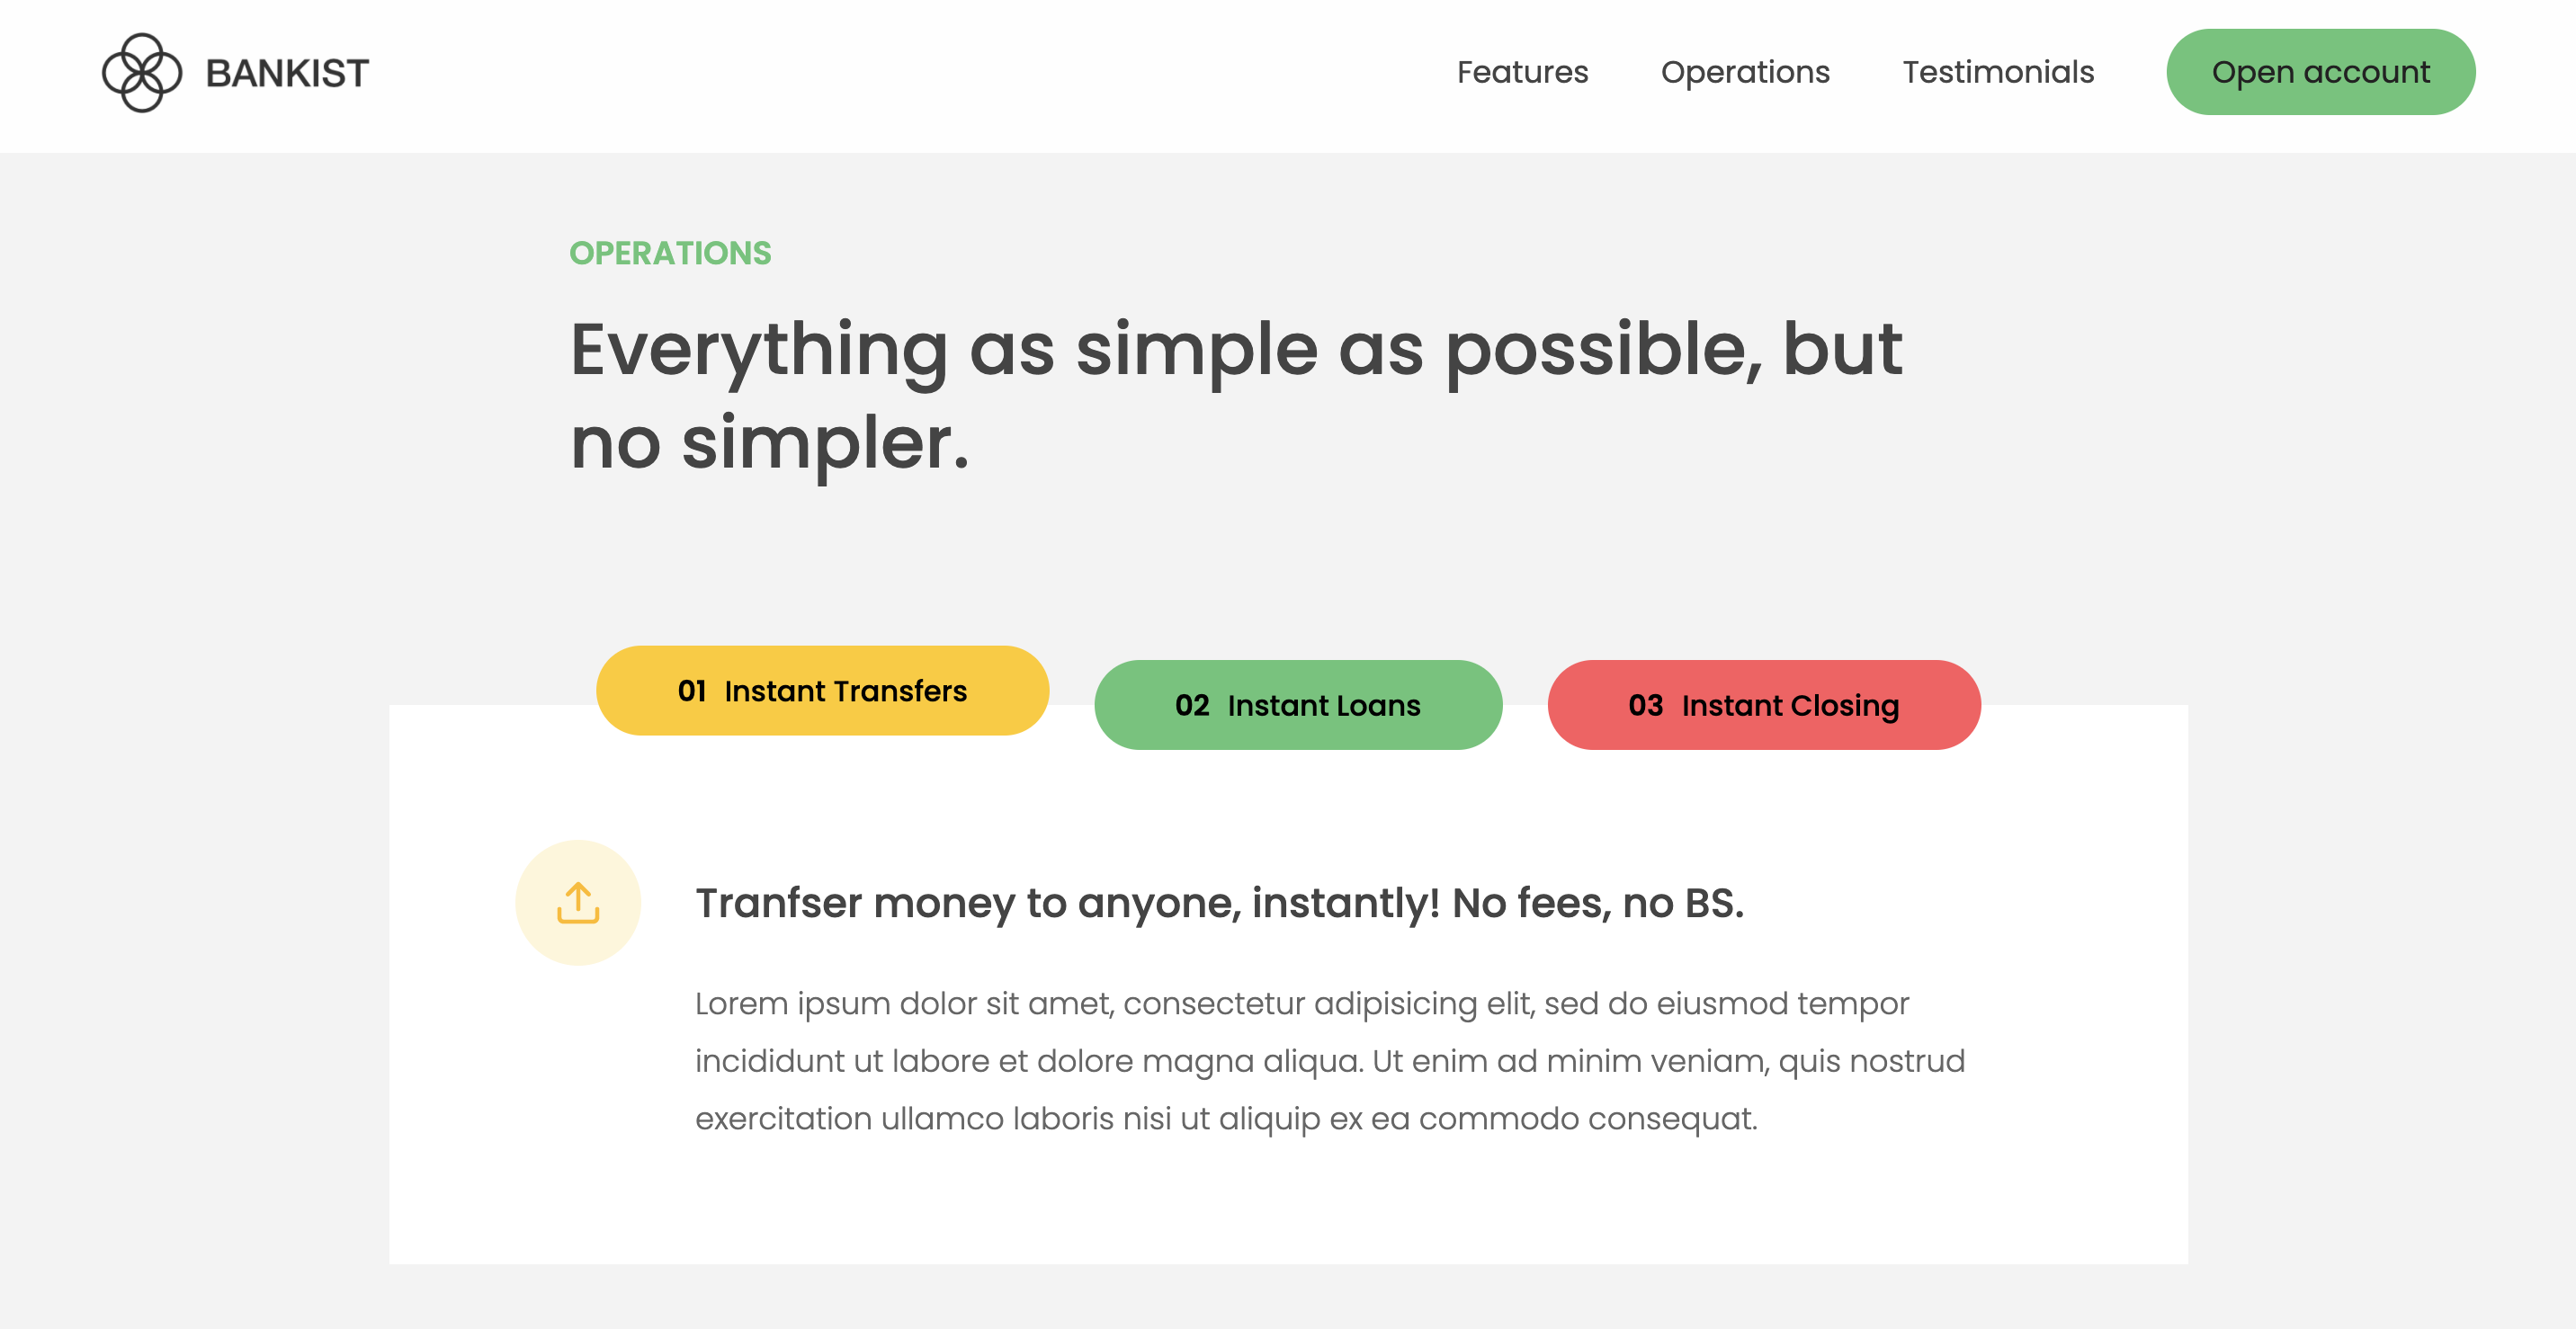 BANKIST
Features
Operations
Testimonials
Open account
OPERATIONS
Everything as simple as possible, but
no simpler.
01 Instant Transfers
02 Instant Loans
03 Instant Closing
Tranfser money to anyone, instantly! No fees, no BS.
Lorem ipsum dolor sit amet, consectetur adipisicing elit, sed do eiusmod tempor
incididunt ut labore et dolore magna aliqua. Ut enim ad minim veniam, quis nostrud
exercitation ullamco laboris nisi ut aliquip ex ea commodo consequat.